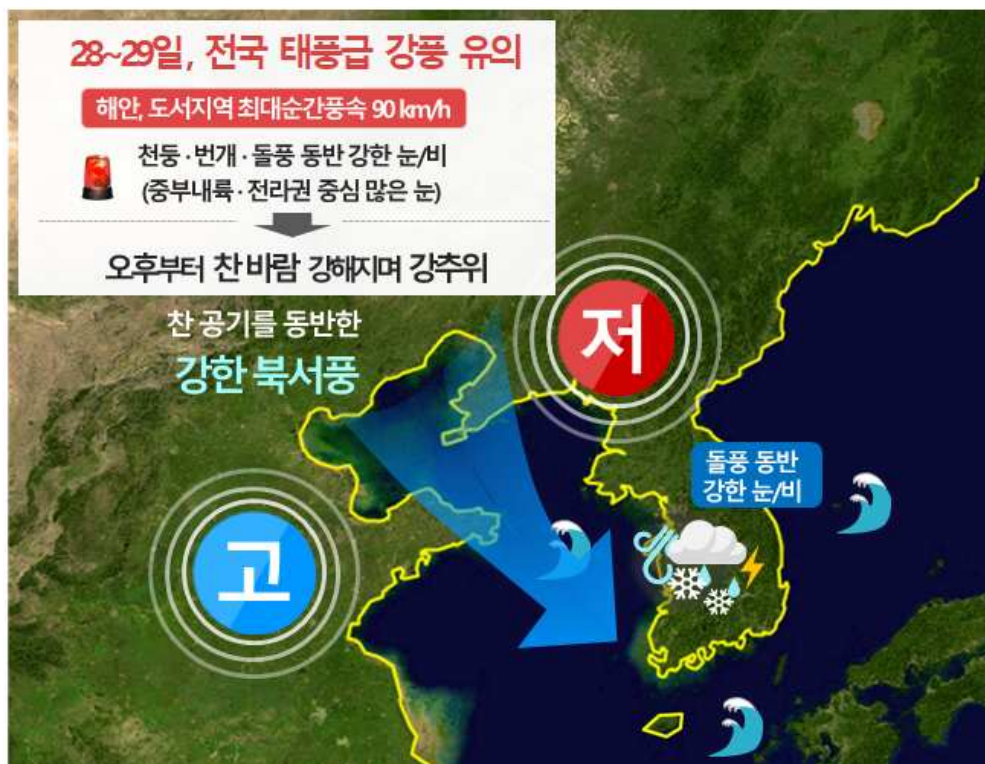 28~29일, 전국 태풍급 강풍 유의
해안, 도서지역 최대순간풍속 90 km/h
천둥·번개·돌풍 동반 강한 눈/비
(중부내륙·전라권 중심 많은 눈)
오후부터 찬 바람 강해지며 강추위
찬 공기를 동반한
강한 북서풍
저
돌풍 동반
강한 눈/비
고